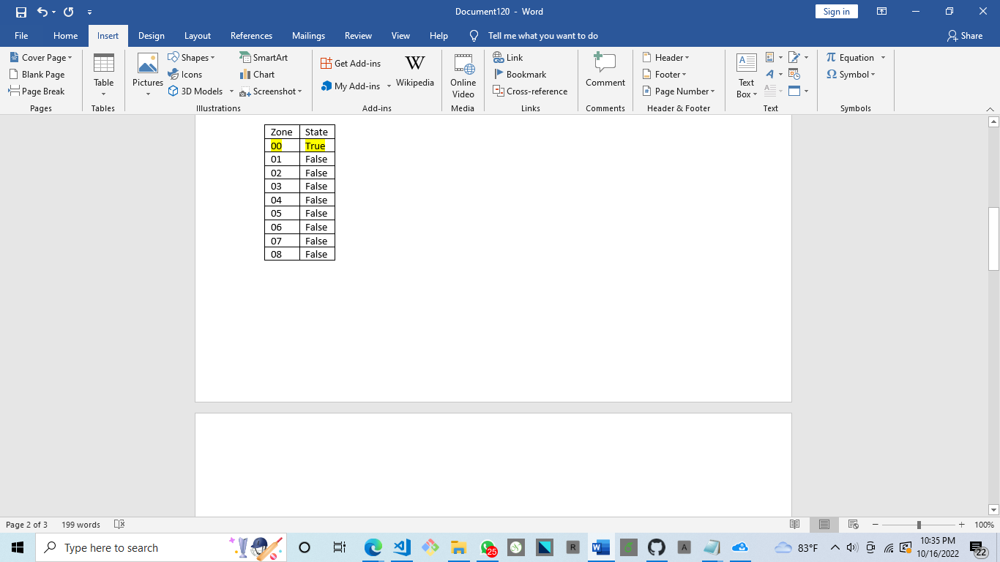 Document120 - Word
Sign in
File Home Insert Design Layout References Mailings Review View Help Tell me what you want to do Share
Cover Page
Blank Page
Page Break
Pages
Table
Tables
Pictures
Shapes
Icons
3D Models
SmartArt
Chart
Screenshot
Illustrations
Get Add-ins
My Add-ins
W
Wikipedia
Add-ins
Online
Video
Media
Link
Bookmark
Cross-reference
Links
Comment
Comments
Header
Footer
Page Number
Header & Footer
Text
Box
Text
Equation
Symbol
Symbols
Zone State
00 True
01 False
02 False
03 False
04 False
05 False
06 False
07 False
08 False
Page 2 of 3 199 words 100%
Type here to search
25
R
A
83°F
10:35 PM
10/16/2022
22